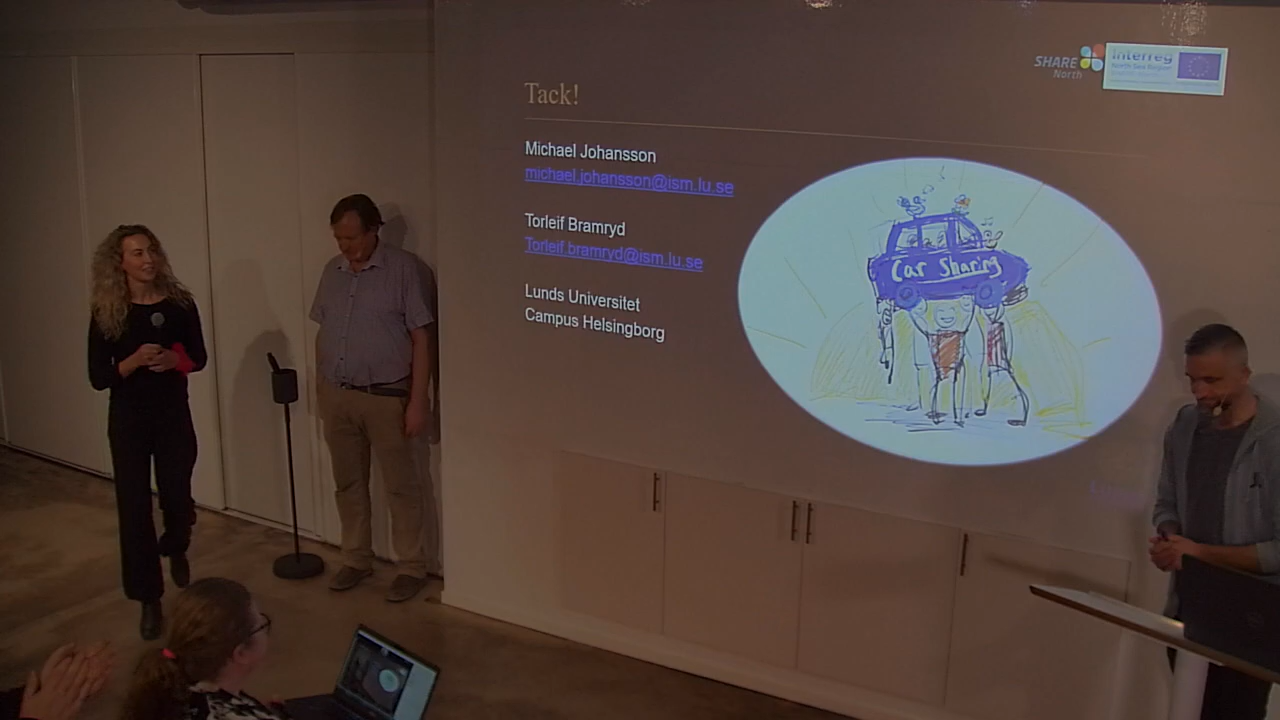 SHARE
North
Interreg
North Sea Region
Tack!
Michael Johansson
michael.johansson@ism.lu.se
Torleif Bramryd
Torleif.bramryd@ism.lu.se
Lunds Universitet
Campus Helsingborg
Car Sharing